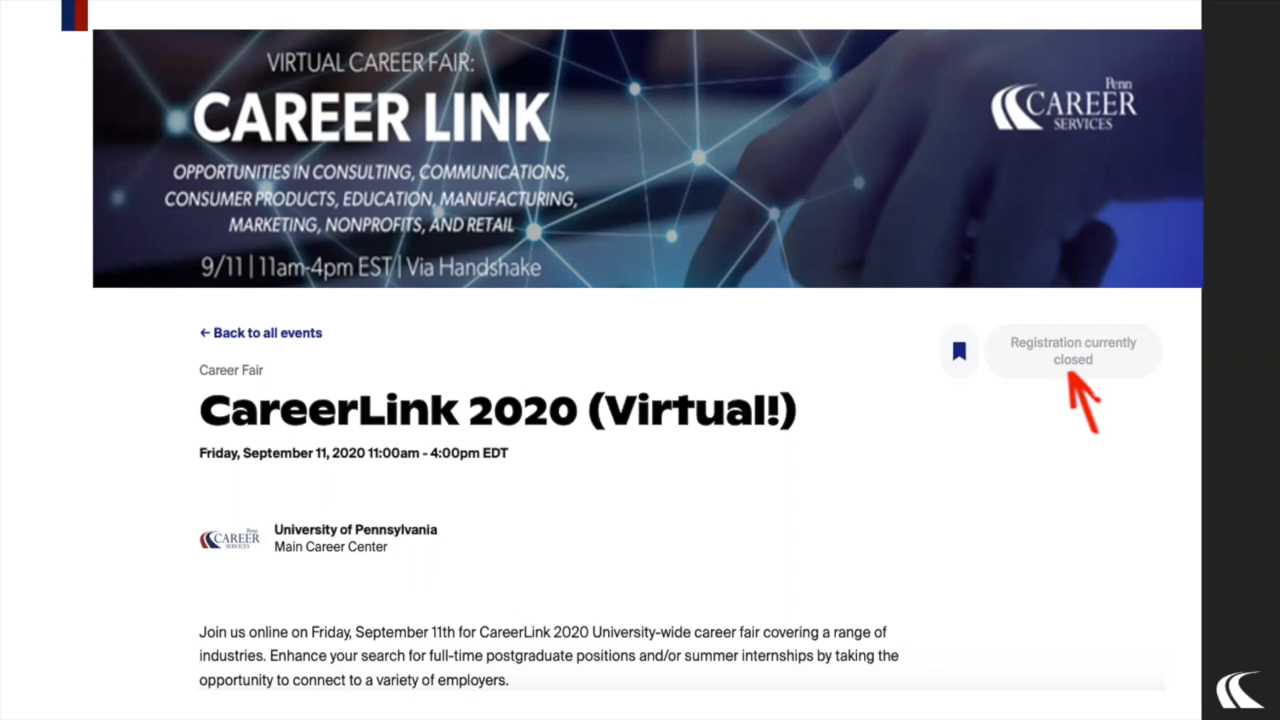 VIRTUAL CAREER FAIR:
CAREER LINK
OPPORTUNITIES IN CONSULTING, COMMUNICATIONS,
CONSUMER PRODUCTS, EDUCATION, MANUFACTURING,
MARKETING, NONPROFITS, AND RETAIL
9/11 | 11am-4pm EST | Via Handshake
Penn
CAREER
SERVICES
← Back to all events
Registration currently
closed
Career Fair
CareerLink 2020 (Virtual!)
Friday, September 11, 2020 11:00am - 4:00pm EDT
Penn
CAREER
SERVICES
University of Pennsylvania
Main Career Center
Join us online on Friday, September 11th for CareerLink 2020 University-wide career fair covering a range of
industries. Enhance your search for full-time postgraduate positions and/or summer internships by taking the
opportunity to connect to a variety of employers.